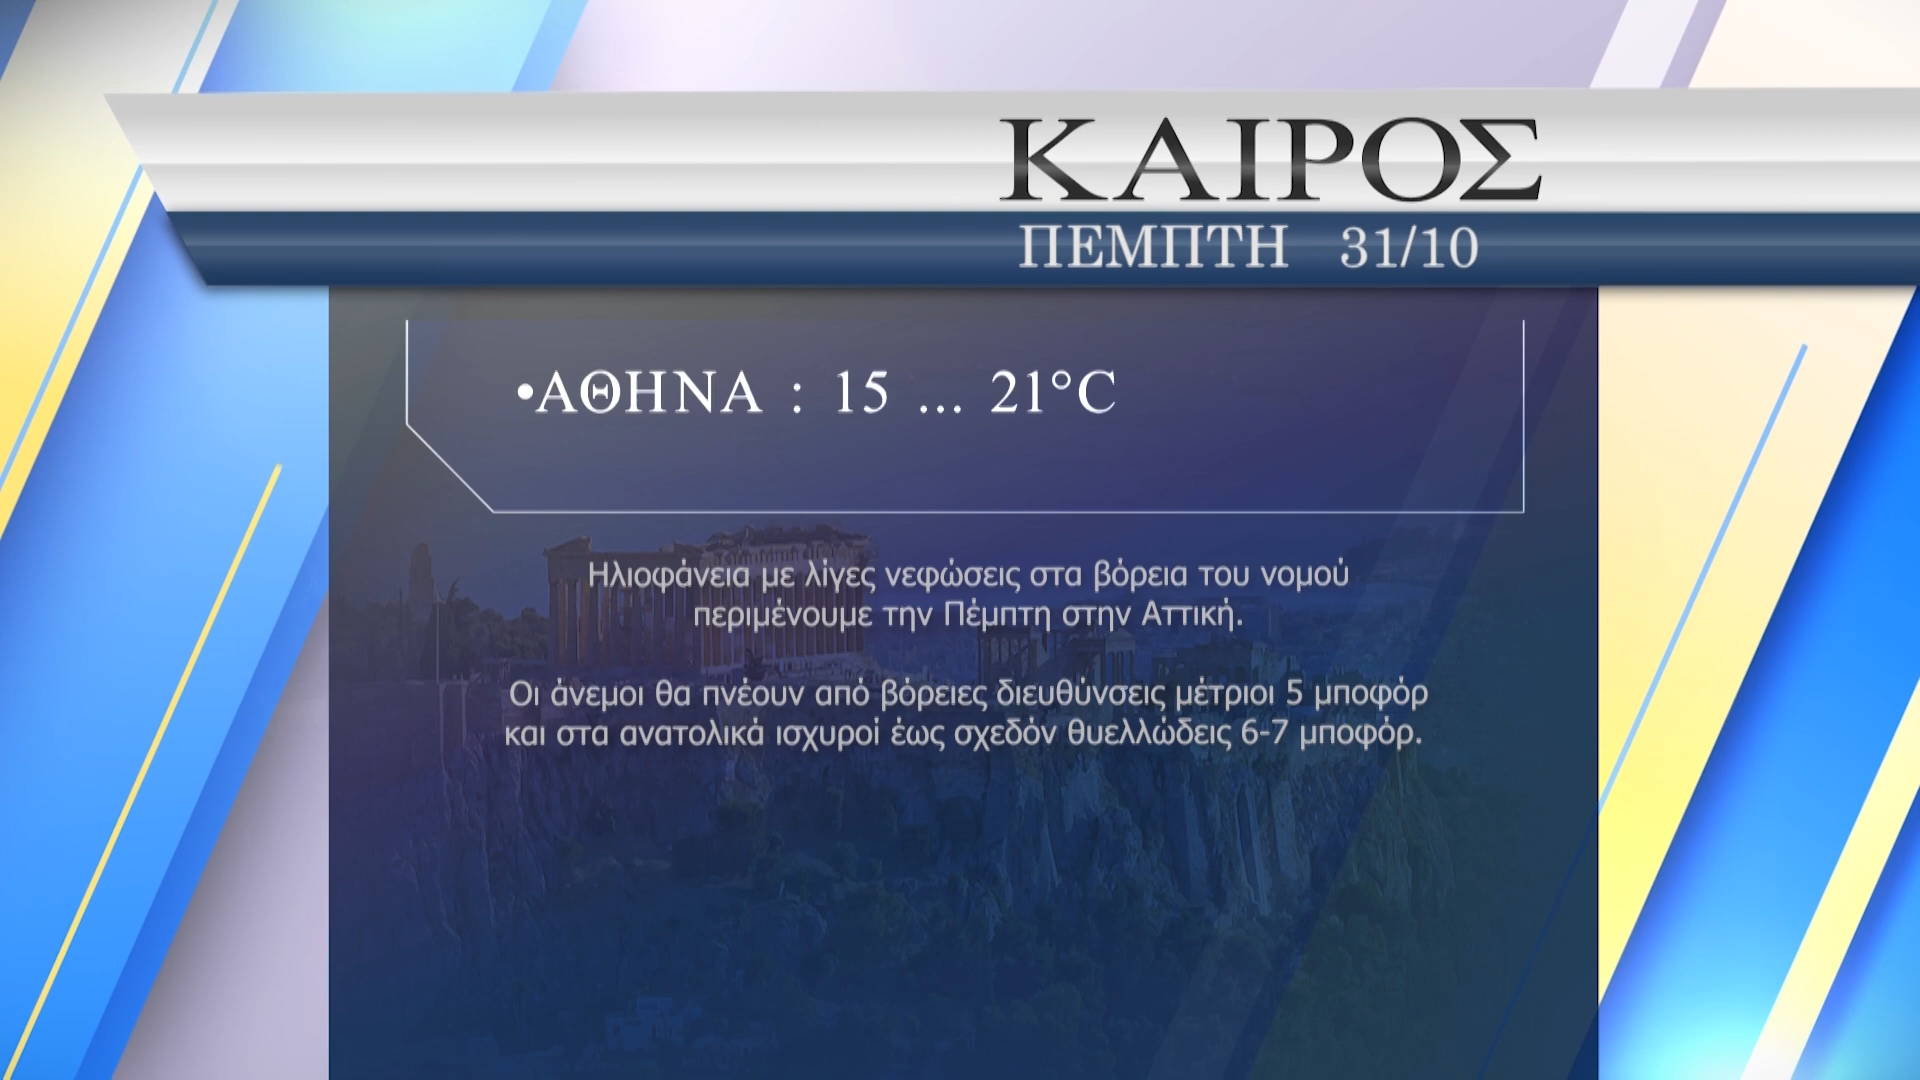 ΚΑΙΡΟΣ
ΠΕΜΠΤΗ 31/10
•ΑΘΗΝΑ : 15 ... 21°C
Ηλιοφάνεια με λίγες νεφώσεις στα βόρεια του νομού
περιμένουμε την Πέμπτη στην Αττική.
Οι άνεμοι θα πνέουν από βόρειες διευθύνσεις μέτριοι 5 μποφόρ
και στα ανατολικά ισχυροί έως σχεδόν θυελλώδεις 6-7 μποφόρ.